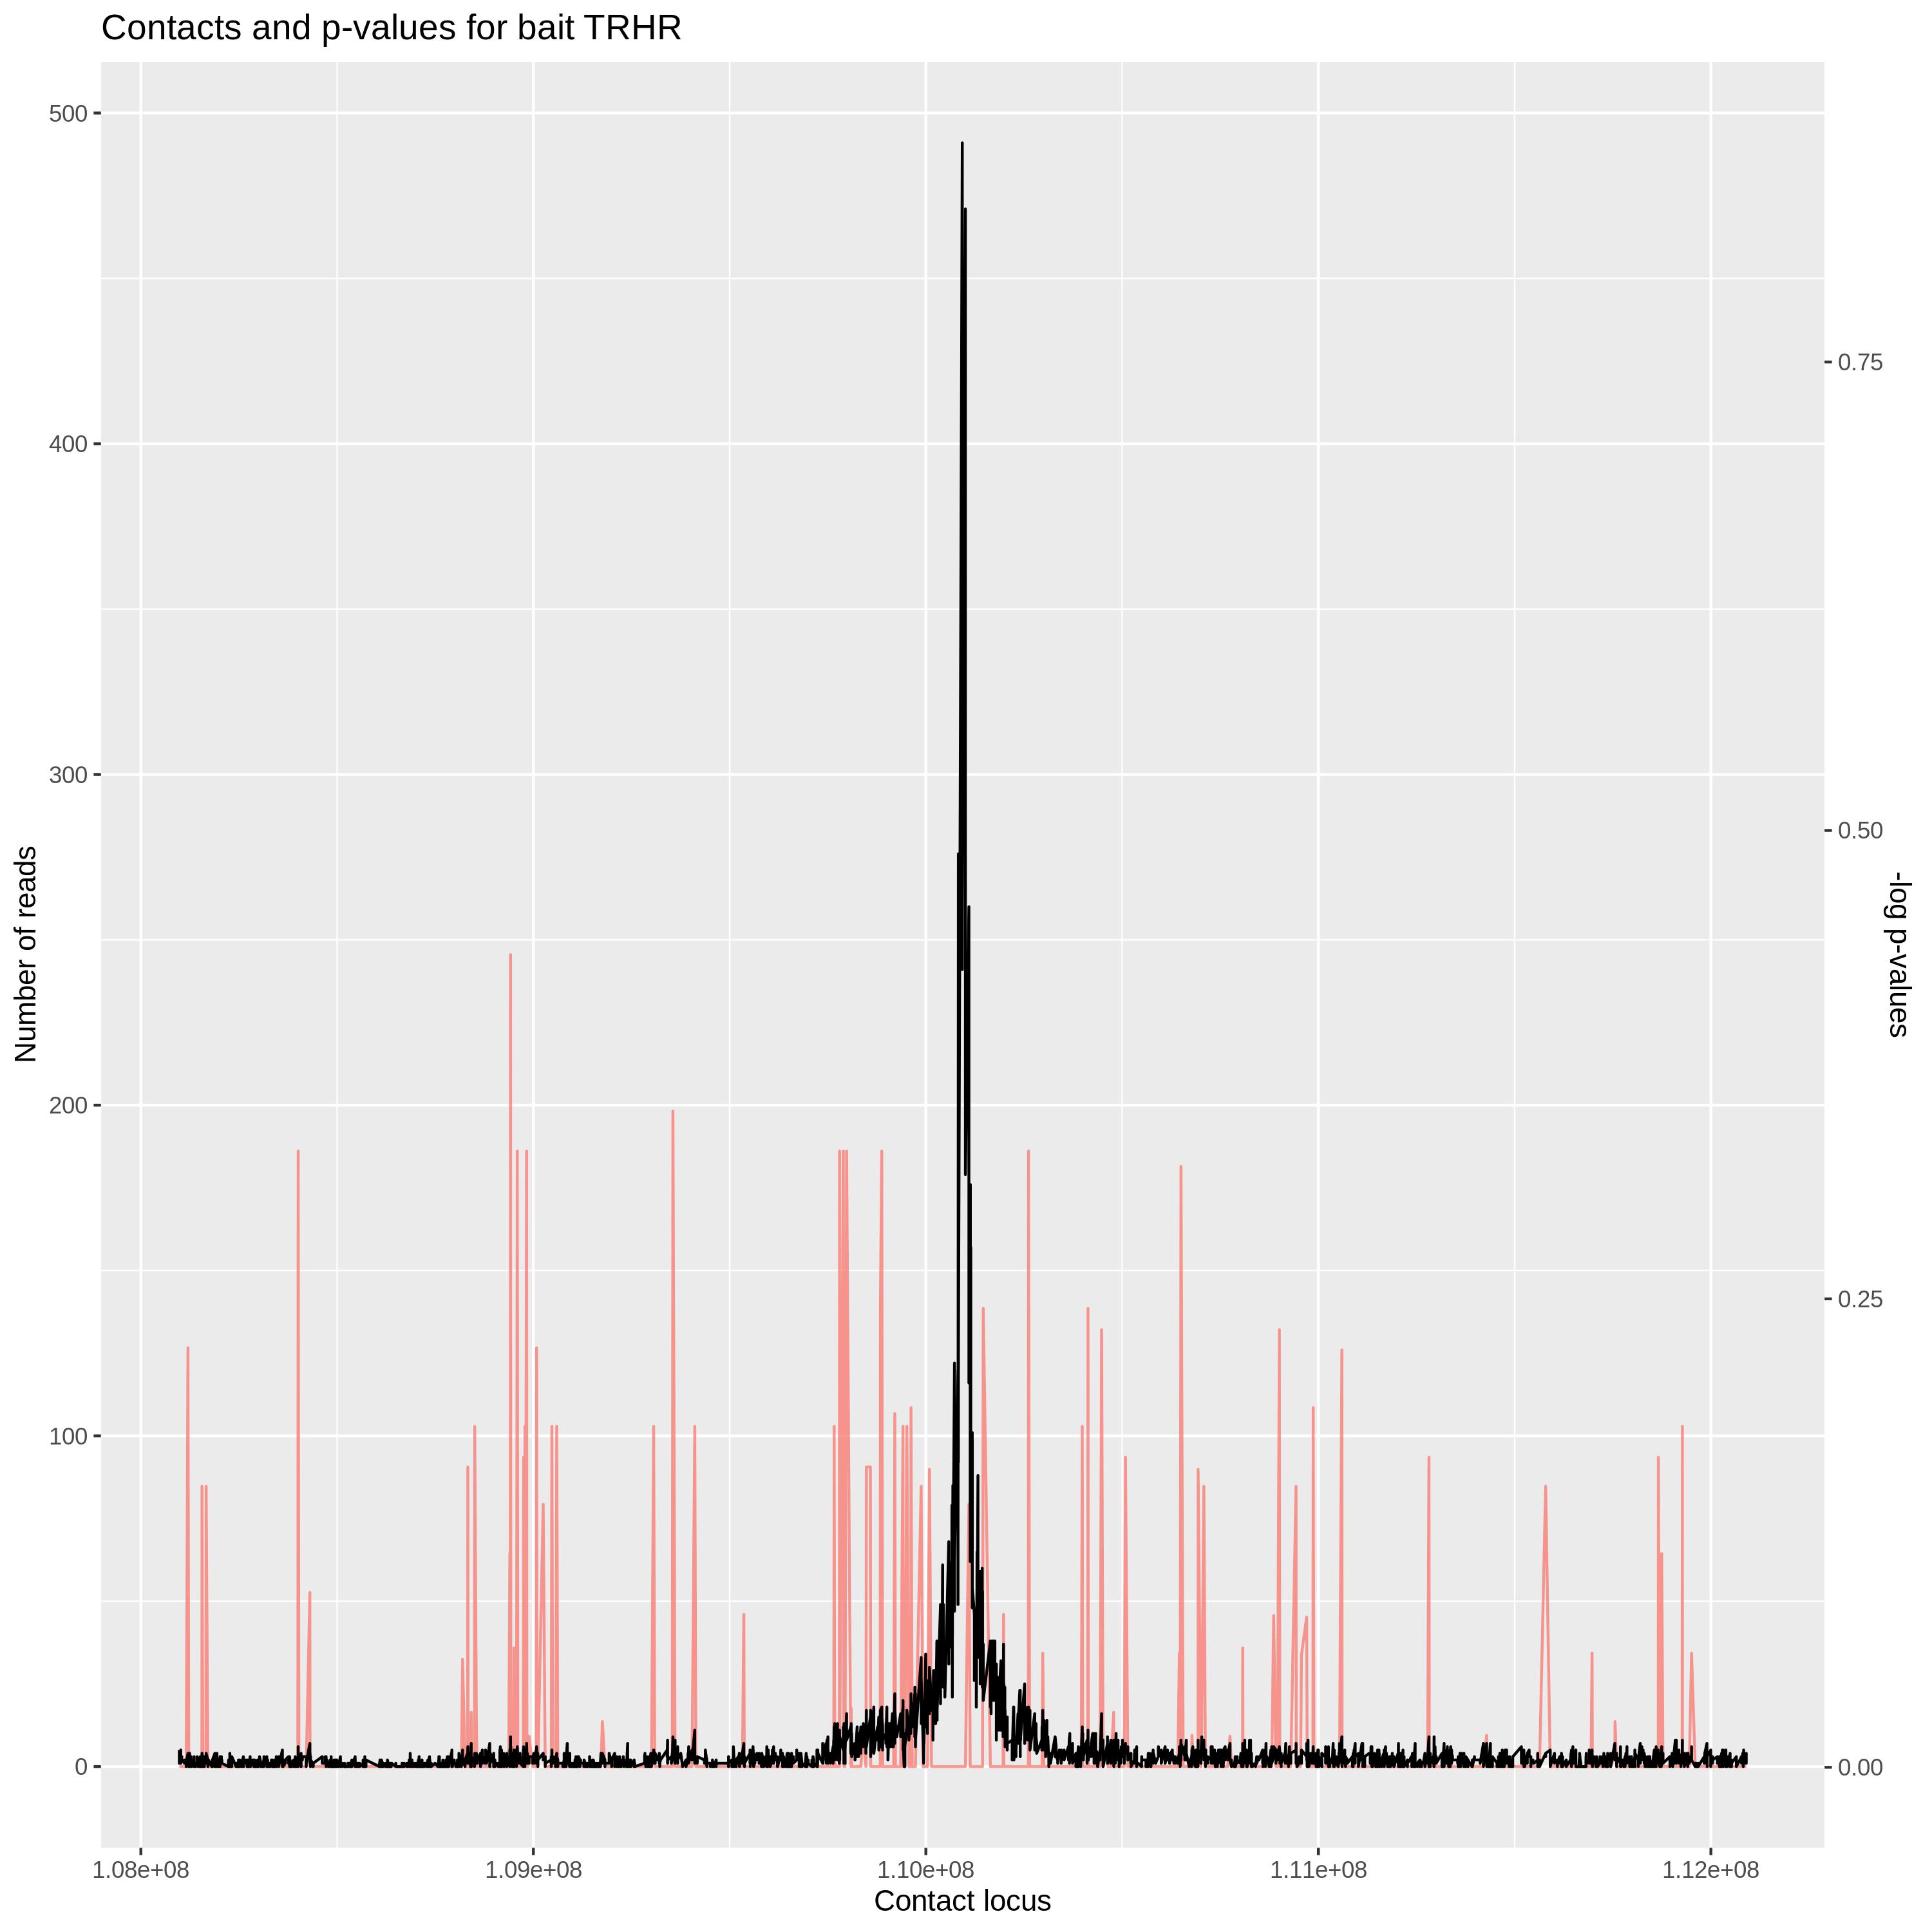 Contacts and p-values for bait TRHR
500
400
300
200
100
0
Number of reads
0.75
0.50
0.25
0.00
-log p-values
1.08e+08 1.09e+08 1.10e+08 1.11e+08 1.12e+08
Contact locus